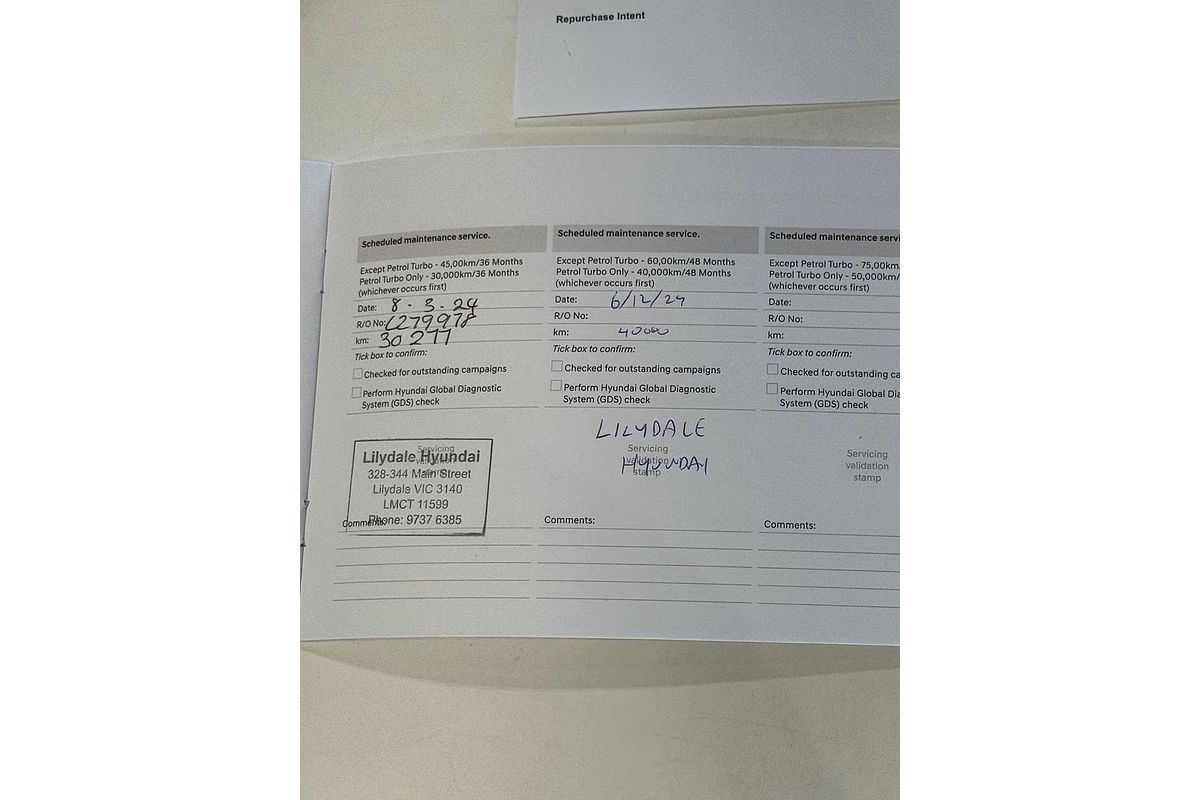 Repurchase Intent
Scheduled maintenance service.
Except Petrol Turbo - 45,00km/36 Months
Petrol Turbo Only - 30,000km/36 Months
(whichever occurs first)
Date: 8-3-24
R/O No:
km: 30 277
Tick box to confirm:
Checked for outstanding campaigns
Perform Hyundai Global Diagnostic
System (GDS) check
Servicing
Lilydale Hyundai
328-344 Main Street
Lilydale VIC 3140
LMCT 11599
Phone: 9737 6385
Comments:
Scheduled maintenance service.
Except Petrol Turbo - 60,00km/48 Months
Petrol Turbo Only - 40,000km/48 Months
(whichever occurs first)
Date: 6/12/24
R/O No:
km: 40000
Tick box to confirm:
Checked for outstanding campaigns
Perform Hyundai Global Diagnostic
System (GDS) check
LILYDALE
Servicing
validation
HYUNDAI
stamp
Comments:
Scheduled maintenance servi
Except Petrol Turbo - 75,00km
Petrol Turbo Only - 50,000km/
(whichever occurs first)
Date:
R/O No:
km:
Tick box to confirm:
Checked for outstanding ca
Perform Hyundai Global Dia
System (GDS) check
Servicing
validation
stamp
Comments: